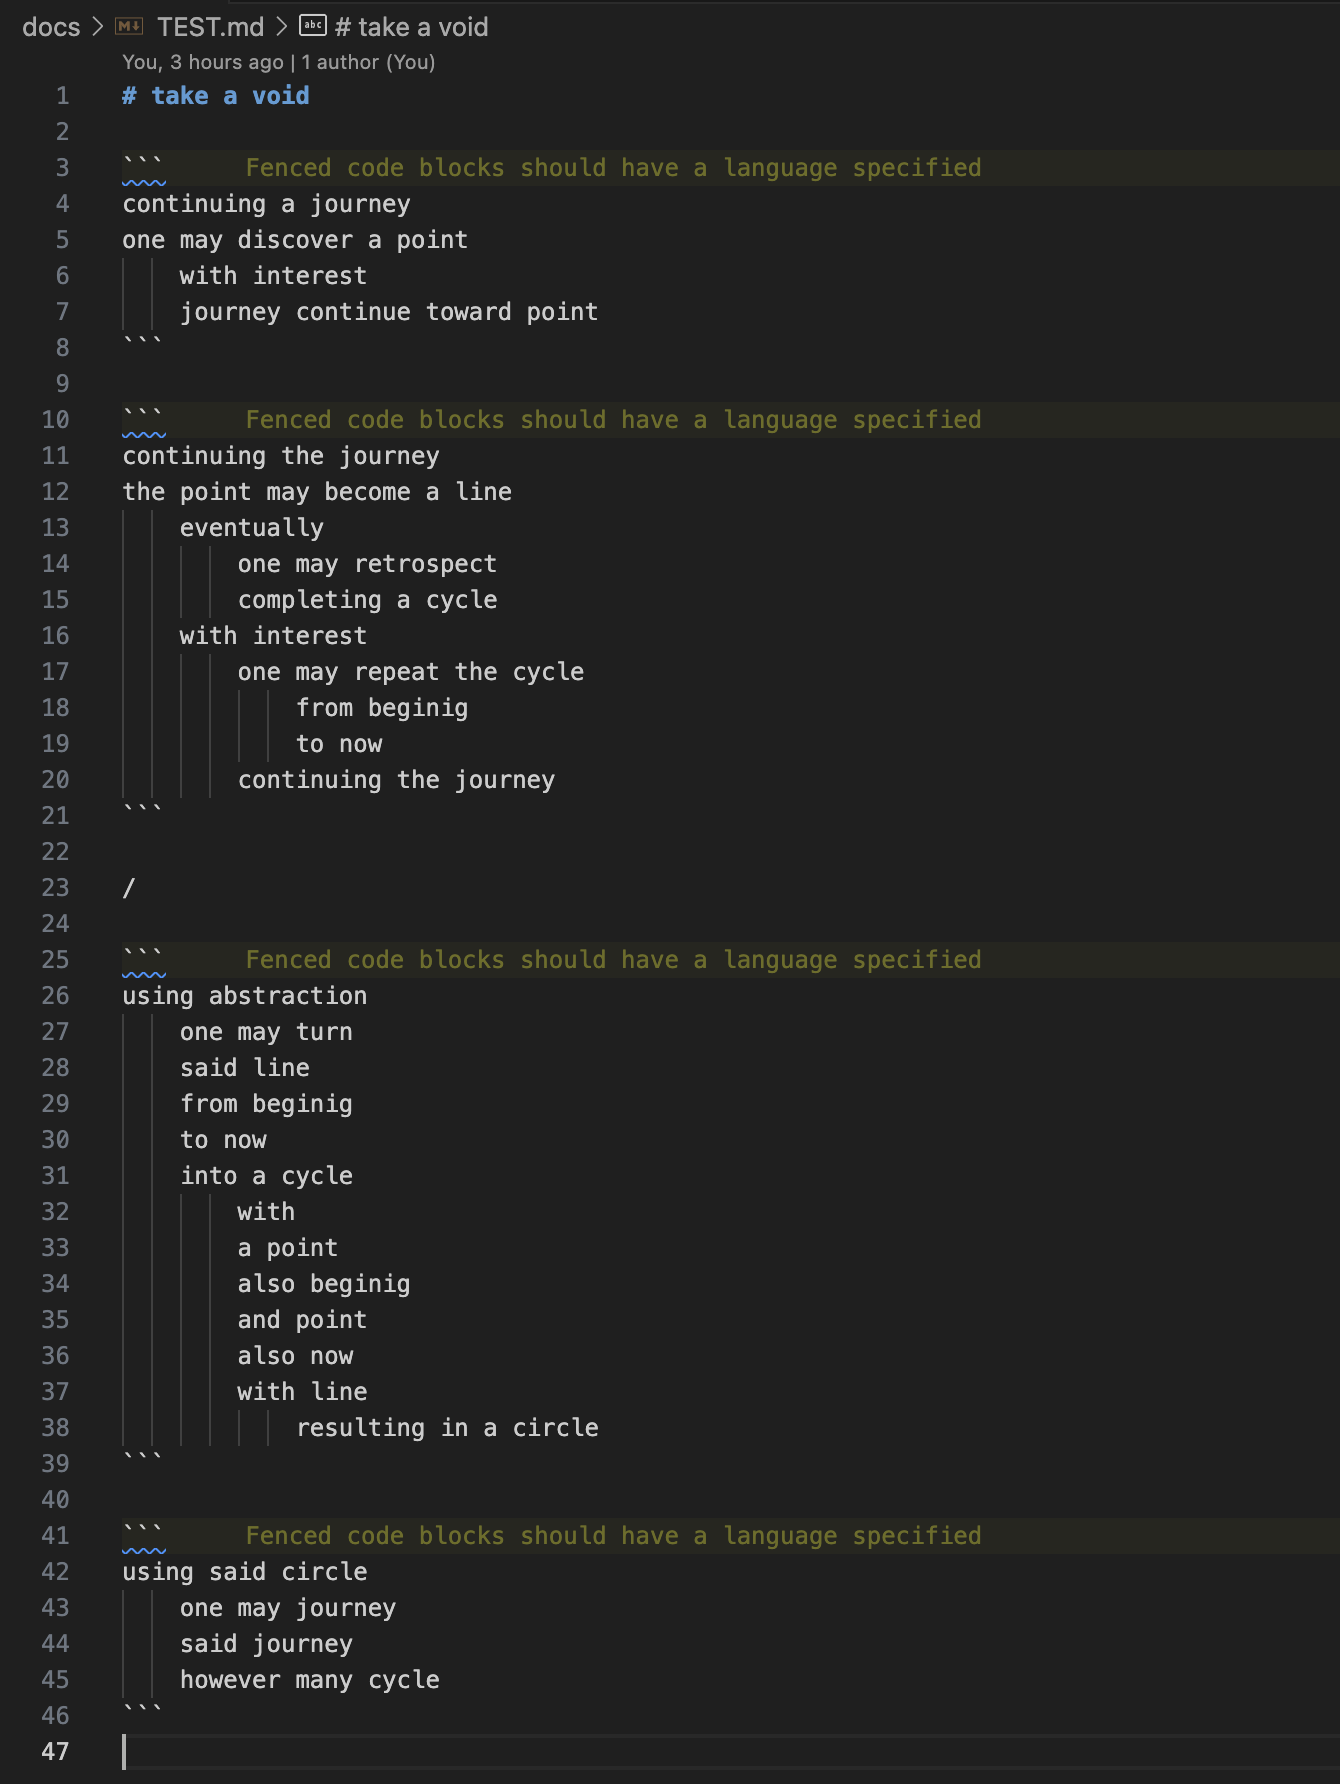 docs > TEST.md > # take a void
You, 3 hours ago | 1 author (You)
1 # take a void
2
3 ``` Fenced code blocks should have a language specified
4 continuing a journey
5 one may discover a point
6     with interest
7     journey continue toward point
8 ```
9
10 ``` Fenced code blocks should have a language specified
11 continuing the journey
12 the point may become a line
13     eventually
14         one may retrospect
15         completing a cycle
16     with interest
17         one may repeat the cycle
18             from beginig
19             to now
20         continuing the journey
21 ```
22
23 /
24
25 ``` Fenced code blocks should have a language specified
26 using abstraction
27     one may turn
28     said line
29     from beginig
30     to now
31     into a cycle
32         with
33         a point
34         also beginig
35         and point
36         also now
37         with line
38             resulting in a circle
39 ```
40
41 ``` Fenced code blocks should have a language specified
42 using said circle
43     one may journey
44     said journey
45     however many cycle
46 ```
47